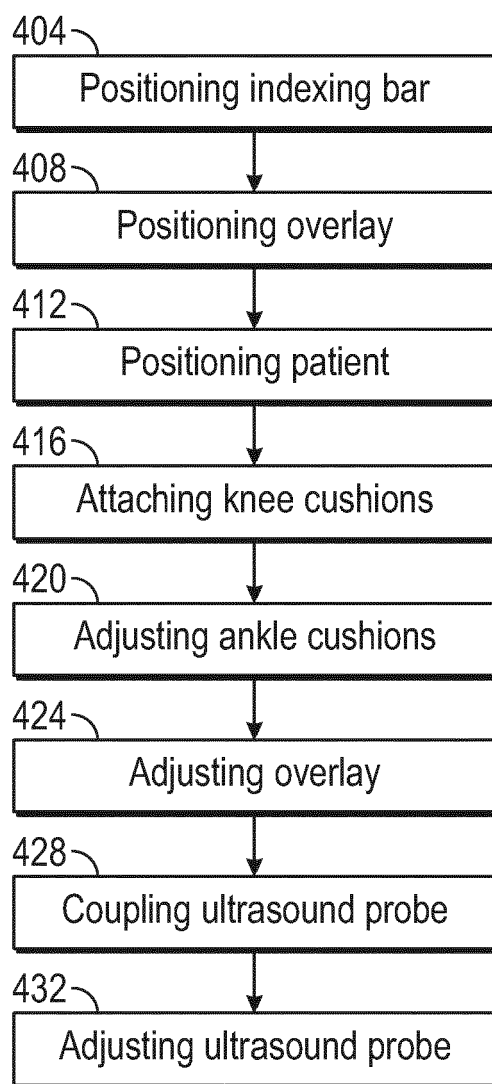 404
Positioning indexing bar
408
Positioning overlay
412
Positioning patient
416
Attaching knee cushions
420
Adjusting ankle cushions
424
Adjusting overlay
428
Coupling ultrasound probe
432
Adjusting ultrasound probe